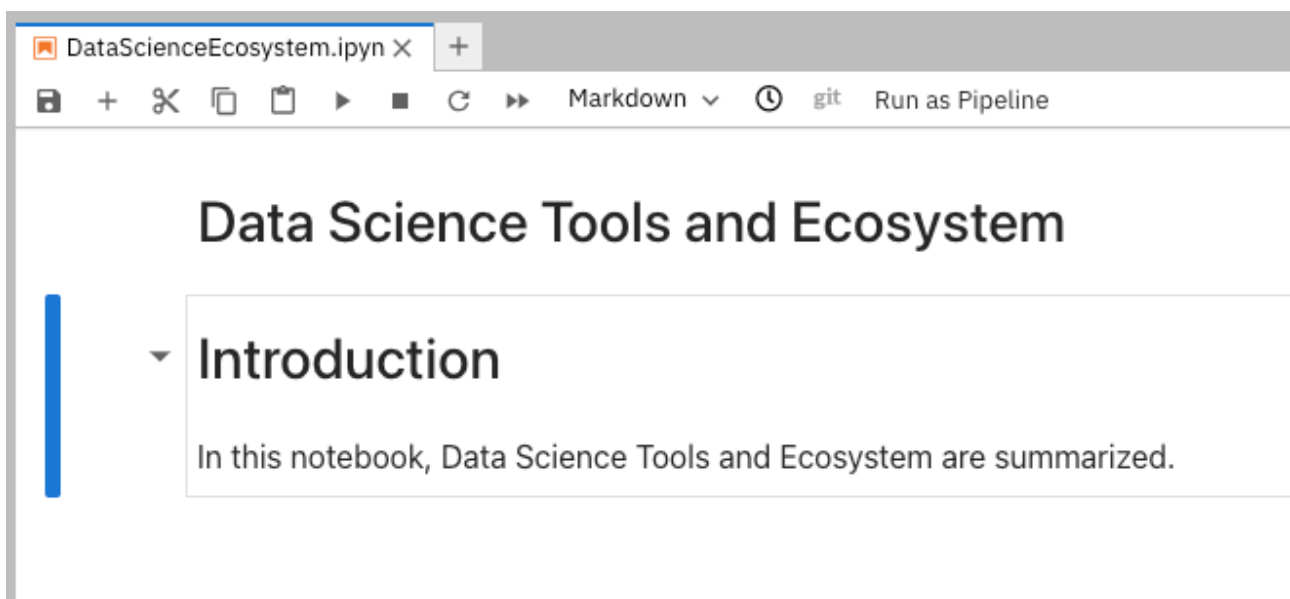 DataScienceEcosystem.ipyn
Markdown git Run as Pipeline
Data Science Tools and Ecosystem
Introduction
In this notebook, Data Science Tools and Ecosystem are summarized.